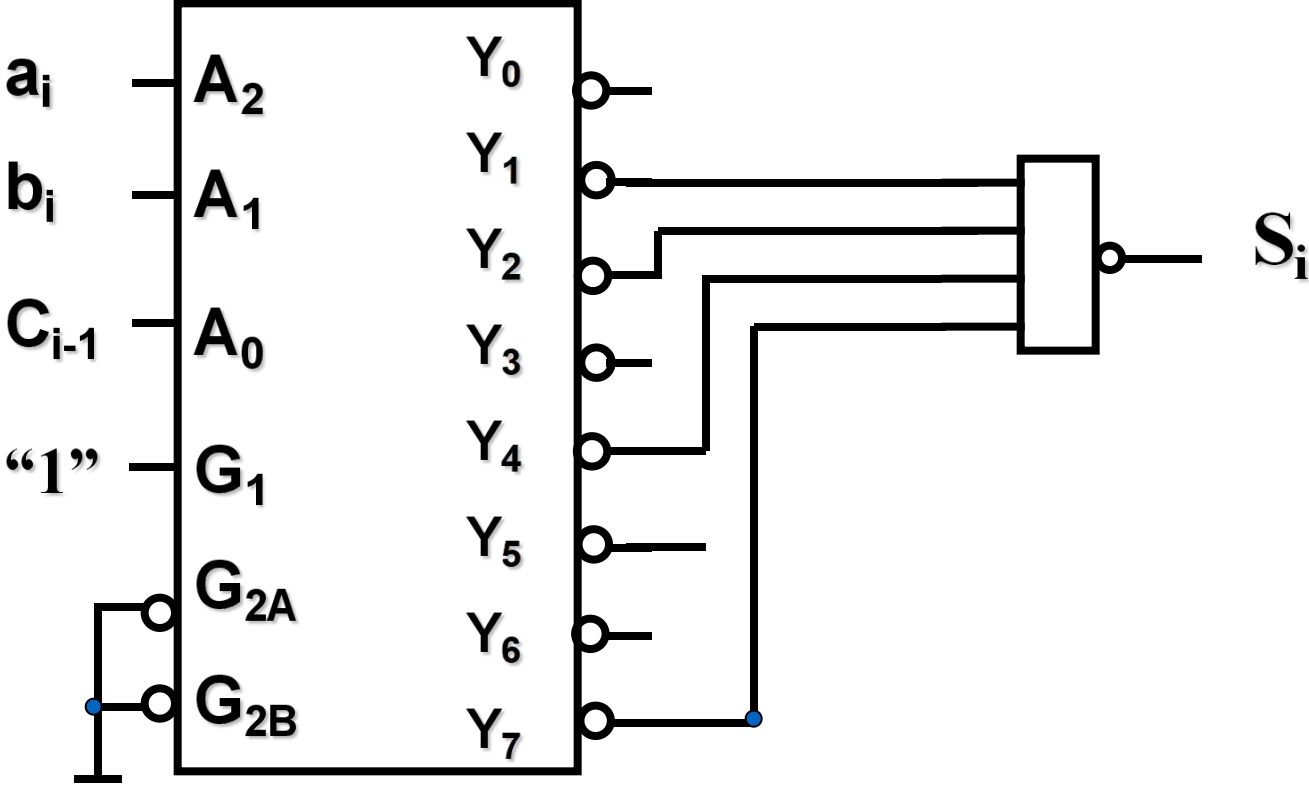 aᵢ
bᵢ
Cᵢ₋₁
“1”
A₂
A₁
A₀
G₁
G₂A
G₂B
Y₀
Y₁
Y₂
Y₃
Y₄
Y₅
Y₆
Y₇
Sᵢ